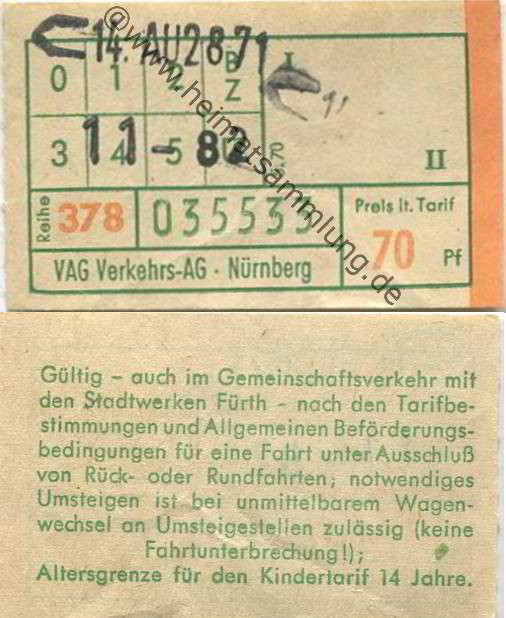 14. AU28 71
0 1 2 B Z I
11-82
3 4 5 R. II
Reihe 378 035533 Preis lt. Tarif
70 Pf
VAG Verkehrs-AG · Nürnberg
@www.heimatsammlung.de
Gültig – auch im Gemeinschaftsverkehr mit
den Stadtwerken Fürth – nach den Tarifbe-
stimmungen und Allgemeinen Beförderungs-
bedingungen für eine Fahrt unter Ausschluß
von Rück- oder Rundfahrten; notwendiges
Umsteigen ist bei unmittelbarem Wagen-
wechsel an Umsteigestellen zulässig (keine
Fahrtunterbrechung!);
Altersgrenze für den Kindertarif 14 Jahre.